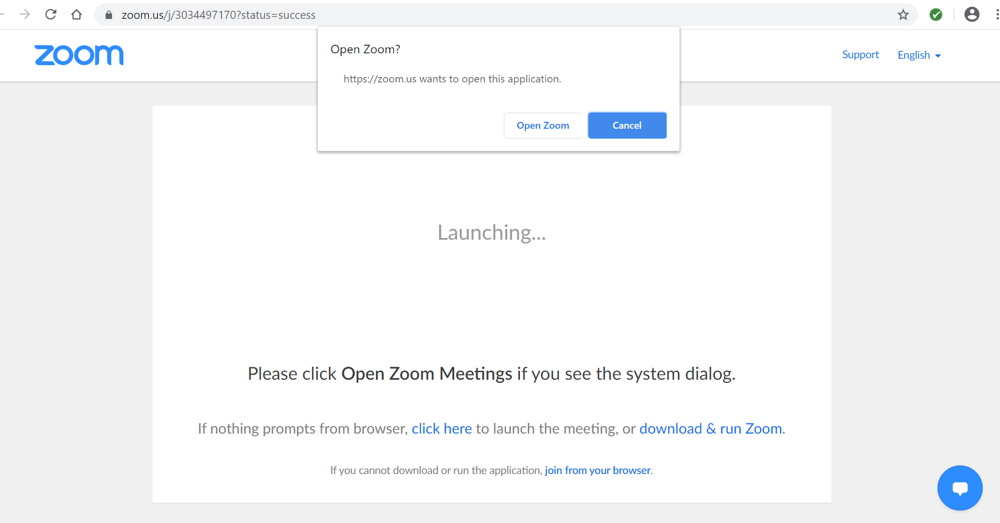 zoom.us/j/3034497170?status=success
Open Zoom?
https://zoom.us wants to open this application.
Open Zoom
Cancel
zoom
Support
English
Launching...
Please click Open Zoom Meetings if you see the system dialog.
If nothing prompts from browser, click here to launch the meeting, or download & run Zoom.
If you cannot download or run the application, join from your browser.